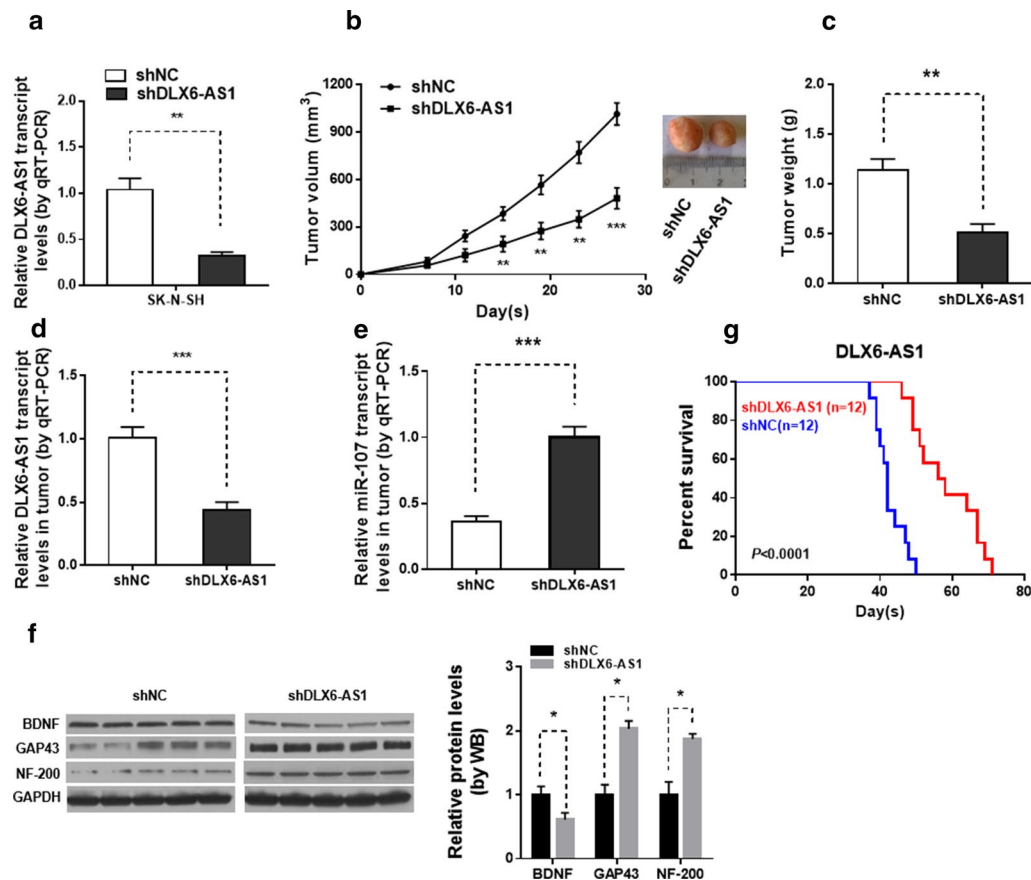 a
Relative DLX6-AS1 transcript
levels (by qRT-PCR)
shNC
shDLX6-AS1
2.0
1.5
1.0
0.5
0.0
**
SK-N-SH
b
Tumor volum (mm³)
1200
900
600
300
0
shNC
shDLX6-AS1
**
**
**
***
0 10 20 30
Day(s)
0 1 2
shNC
shDLX6-AS1
c
Tumor weight (g)
2.0
1.5
1.0
0.5
0.0
**
shNC shDLX6-AS1
d
Relative DLX6-AS1 transcript
levels in tumor (by qRT-PCR)
1.5
1.0
0.5
0.0
***
shNC shDLX6-AS1
e
Relative miR-107 transcript
levels in tumor (by qRT-PCR)
1.5
1.0
0.5
0.0
***
shNC shDLX6-AS1
g
DLX6-AS1
Percent survival
100
80
60
40
20
0
shDLX6-AS1 (n=12)
shNC(n=12)
P<0.0001
0 20 40 60 80
Day(s)
f
shNC shDLX6-AS1
BDNF
GAP43
NF-200
GAPDH
Relative protein levels
(by WB)
shNC
shDLX6-AS1
3
2
1
0
*
*
*
BDNF GAP43 NF-200